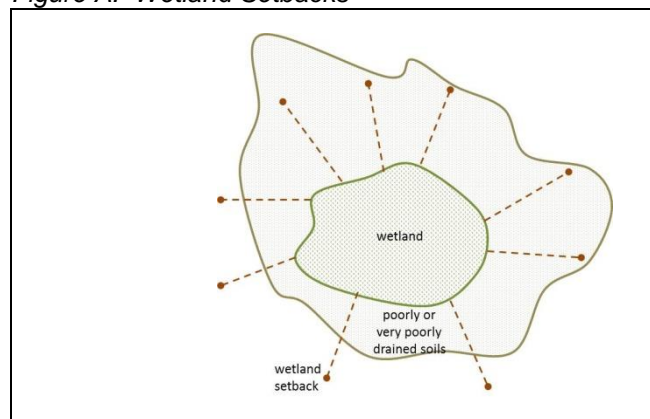 Figure A: Wetland Setbacks
wetland
poorly or
very poorly
drained soils
wetland
setback